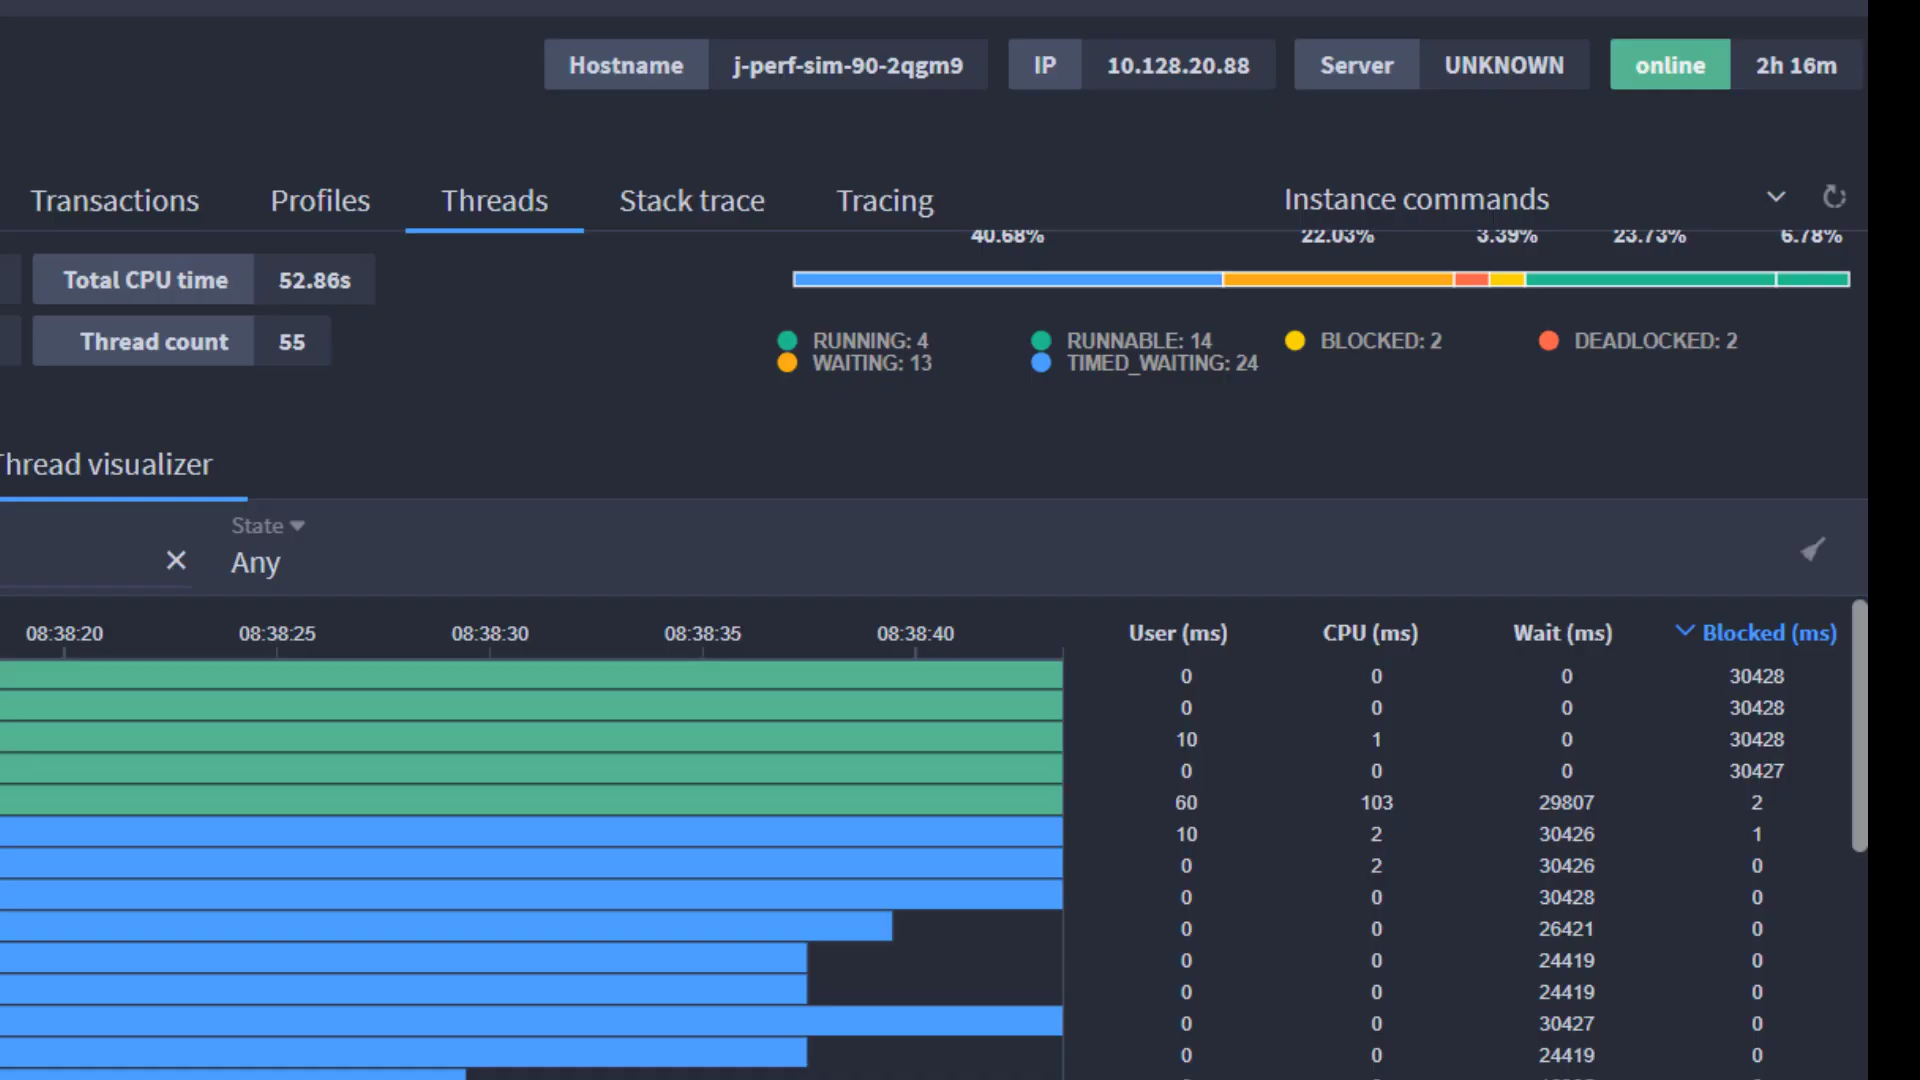 Hostname j-perf-sim-90-2qgm9 IP 10.128.20.88 Server UNKNOWN online 2h 16m
Transactions Profiles Threads Stack trace Tracing Instance commands
40.68% 22.03% 3.39% 23.73% 6.78%
Total CPU time 52.86s
Thread count 55
RUNNING: 4 RUNNABLE: 14 BLOCKED: 2 DEADLOCKED: 2
WAITING: 13 TIMED_WAITING: 24
Thread visualizer
State
Any
08:38:20 08:38:25 08:38:30 08:38:35 08:38:40 User (ms) CPU (ms) Wait (ms) Blocked (ms)
0 0 0 30428
0 0 0 30428
10 1 0 30428
0 0 0 30427
60 103 29807 2
10 2 30426 1
0 2 30426 0
0 0 30428 0
0 0 26421 0
0 0 24419 0
0 0 24419 0
0 0 30427 0
0 0 24419 0